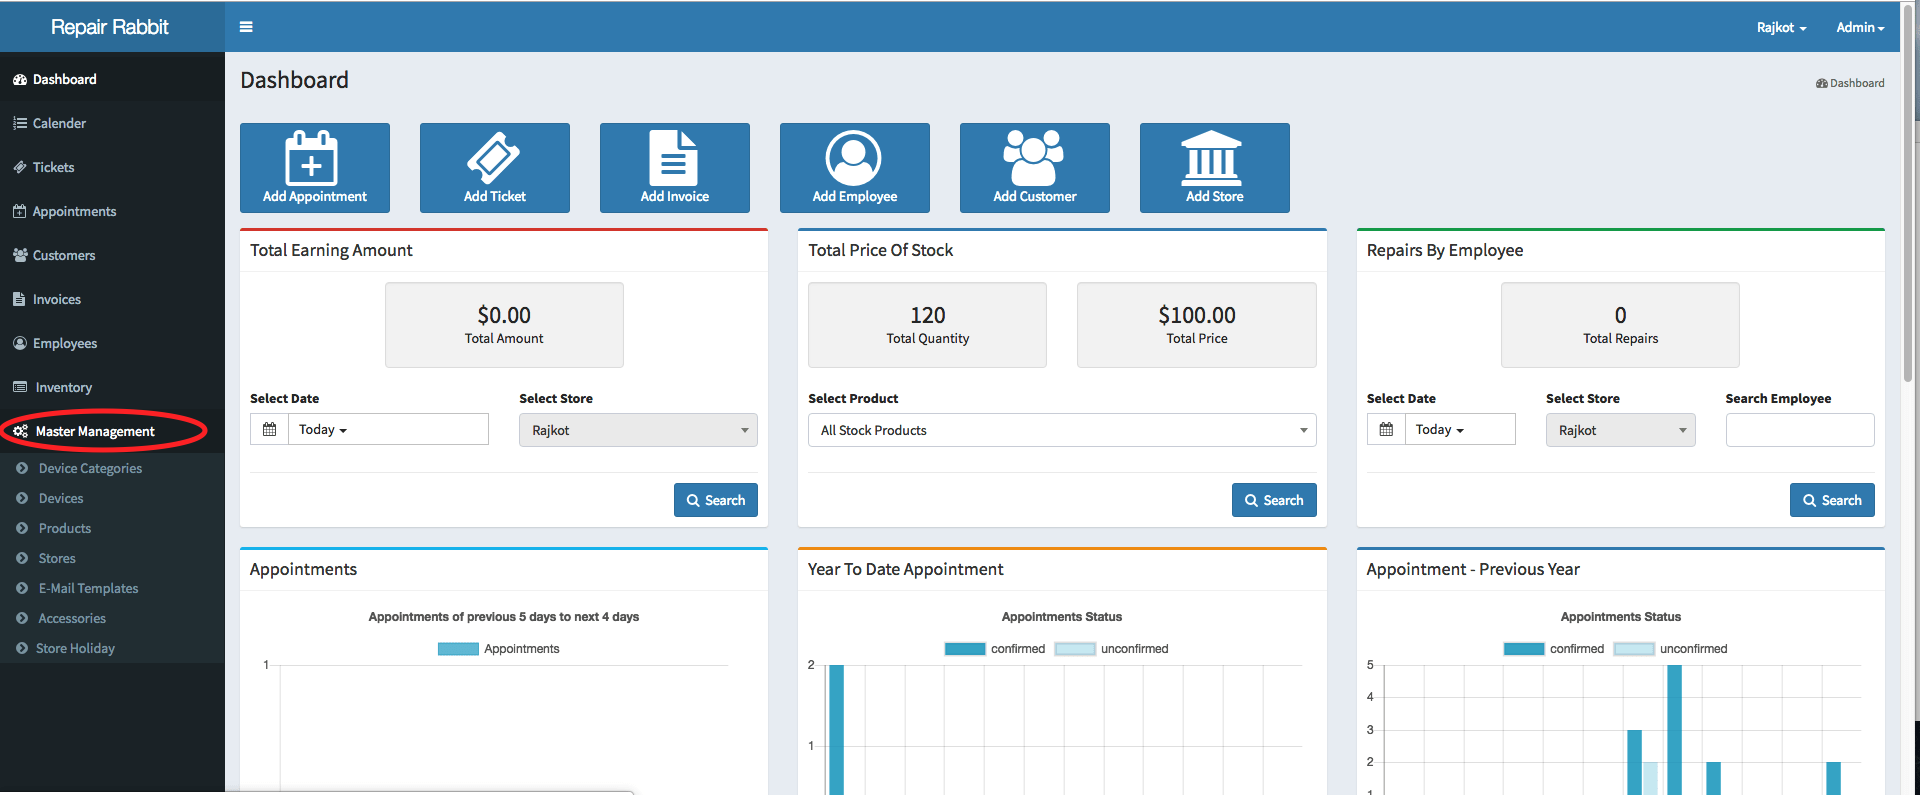 Repair Rabbit
Rajkot
Admin
Dashboard
Calender
Tickets
Appointments
Customers
Invoices
Employees
Inventory
Master Management
Device Categories
Devices
Products
Stores
E-Mail Templates
Accessories
Store Holiday
Dashboard
Dashboard
Add Appointment
Add Ticket
Add Invoice
Add Employee
Add Customer
Add Store
Total Earning Amount
$0.00
Total Amount
Select Date
Today
Select Store
Rajkot
Search
Total Price Of Stock
120
Total Quantity
$100.00
Total Price
Select Product
All Stock Products
Search
Repairs By Employee
0
Total Repairs
Select Date
Today
Select Store
Rajkot
Search Employee
Search
Appointments
Appointments of previous 5 days to next 4 days
Appointments
1
Year To Date Appointment
Appointments Status
confirmed
unconfirmed
2
1
Appointment - Previous Year
Appointments Status
confirmed
unconfirmed
5
4
3
2
1